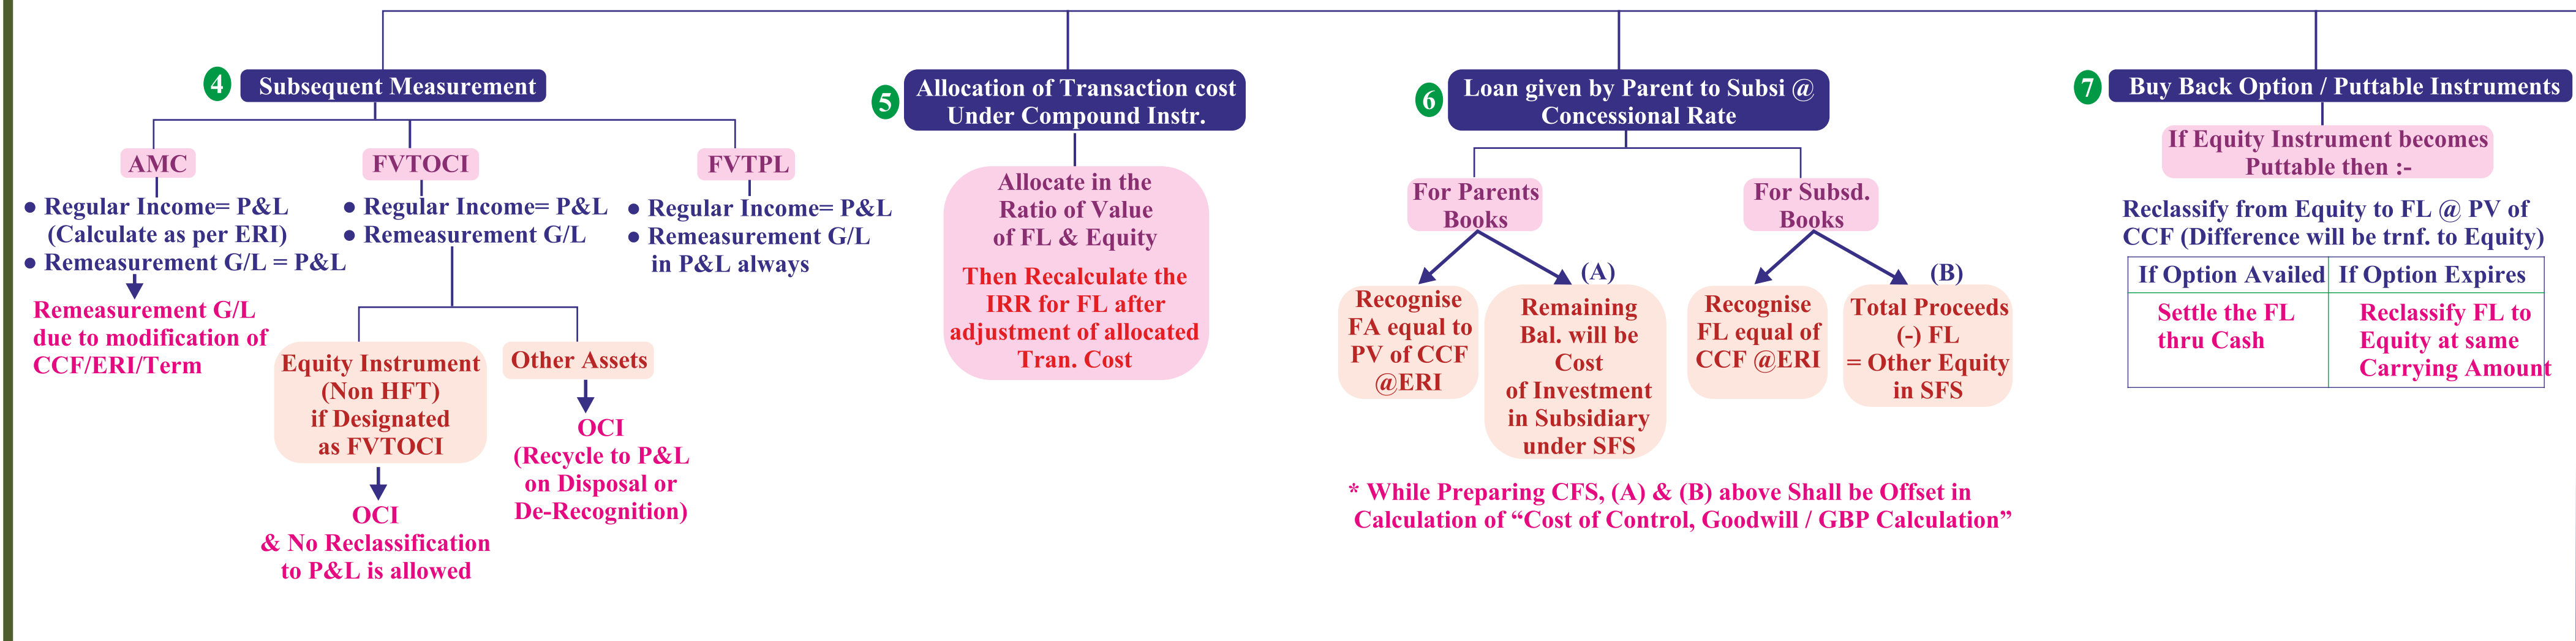 4 Subsequent Measurement
AMC
● Regular Income= P&L
(Calculate as per ERI)
● Remeasurement G/L = P&L
Remeasurement G/L
due to modification of
CCF/ERI/Term
FVTOCI
● Regular Income= P&L
● Remeasurement G/L
Equity Instrument
(Non HFT)
if Designated
as FVTOCI
OCI
& No Reclassification
to P&L is allowed
Other Assets
OCI
(Recycle to P&L
on Disposal or
De-Recognition)
FVTPL
● Regular Income= P&L
● Remeasurement G/L
in P&L always
5 Allocation of Transaction cost
Under Compound Instr.
Allocate in the
Ratio of Value
of FL & Equity
Then Recalculate the
IRR for FL after
adjustment of allocated
Tran. Cost
6 Loan given by Parent to Subsi @
Concessional Rate
For Parents
Books
Recognise
FA equal to
PV of CCF
@ERI
(A)
Remaining
Bal. will be
Cost
of Investment
in Subsidiary
under SFS
For Subsd.
Books
Recognise
FL equal of
CCF @ERI
(B)
Total Proceeds
(-) FL
= Other Equity
in SFS
* While Preparing CFS, (A) & (B) above Shall be Offset in
Calculation of “Cost of Control, Goodwill / GBP Calculation”
7 Buy Back Option / Puttable Instruments
If Equity Instrument becomes
Puttable then :-
Reclassify from Equity to FL @ PV of
CCF (Difference will be trnf. to Equity)
If Option Availed
Settle the FL
thru Cash
If Option Expires
Reclassify FL to
Equity at same
Carrying Amount